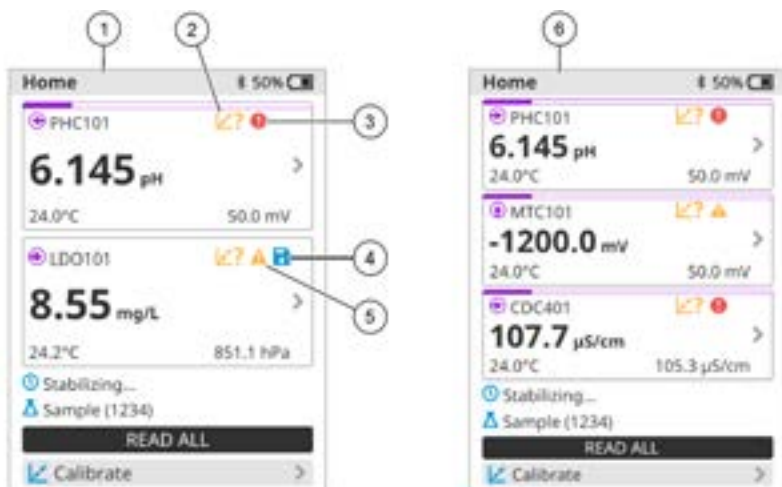 1
2
Home
50%
PHC101
?
!
3
6.145 pH
24.0°C
50.0 mV
LDO101
?
4
8.55 mg/L
5
24.2°C
851.1 hPa
Stabilizing...
Sample (1234)
READ ALL
Calibrate
6
Home
50%
PHC101
?
!
6.145 pH
24.0°C
50.0 mV
MTC101
?
-1200.0 mV
24.0°C
50.0 mV
CDC401
?
!
107.7 µS/cm
24.0°C
105.3 µS/cm
Stabilizing...
Sample (1234)
READ ALL
Calibrate